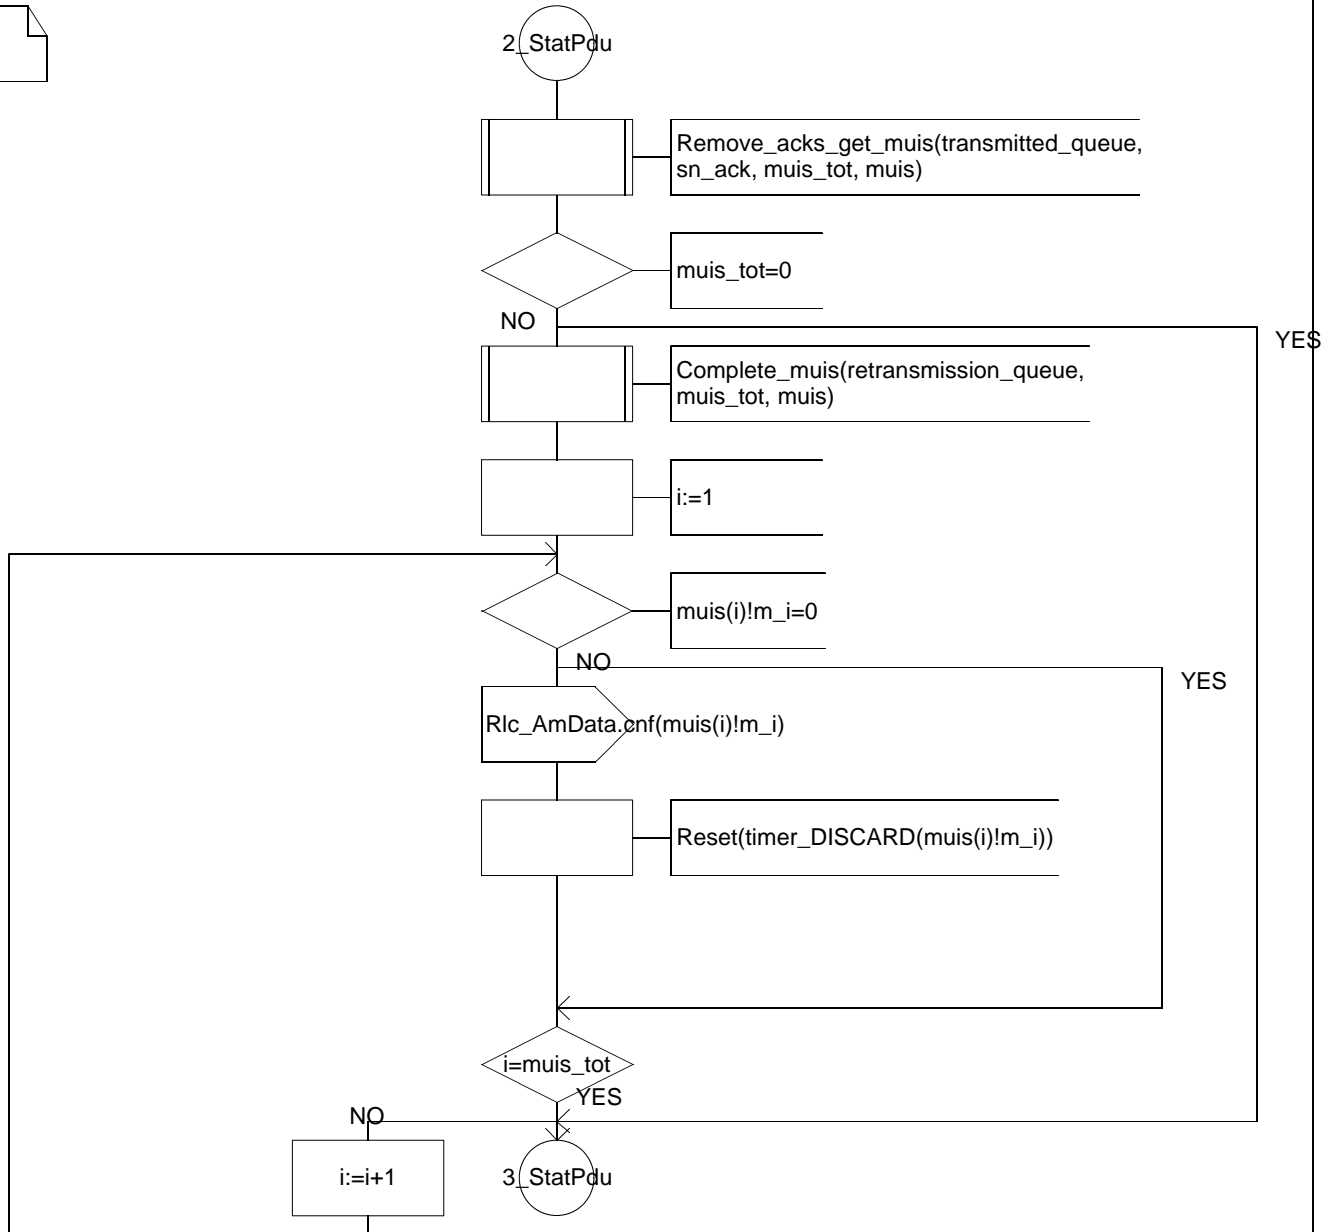 2_StatPdu
Remove_acks_get_muis(transmitted_queue,
sn_ack, muis_tot, muis)
muis_tot=0
NO
YES
Complete_muis(retransmission_queue,
muis_tot, muis)
i:=1
muis(i)!m_i=0
NO
YES
Rlc_AmData.cnf(muis(i)!m_i)
Reset(timer_DISCARD(muis(i)!m_i))
i=muis_tot
YES
NO
i:=i+1
3_StatPdu